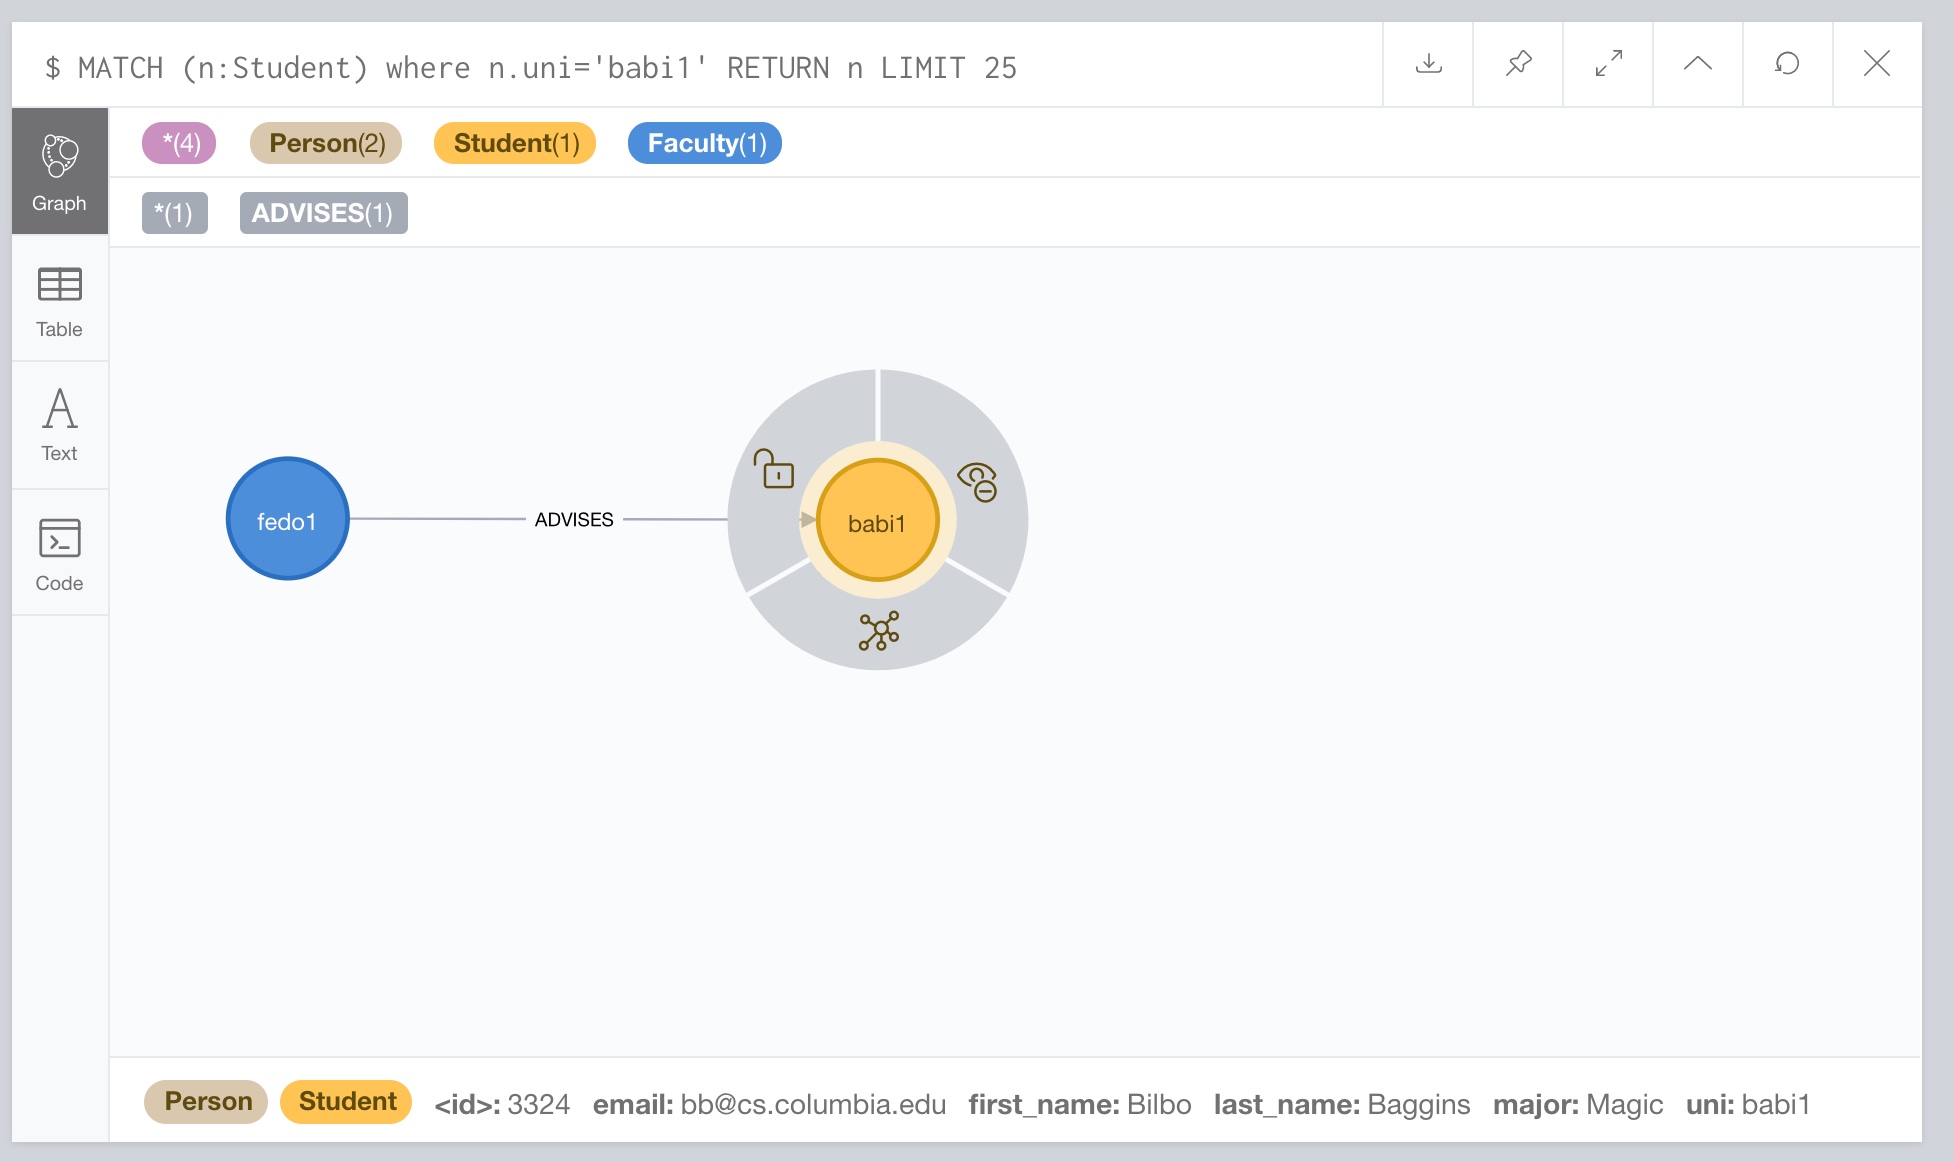 $ MATCH (n:Student) where n.uni='babi1' RETURN n LIMIT 25
*(4) Person(2) Student(1) Faculty(1)
*(1) ADVISES(1)
Graph
Table
Text
Code
fedo1 ADVISES babi1
Person Student <id>: 3324 email: bb@cs.columbia.edu first_name: Bilbo last_name: Baggins major: Magic uni: babi1